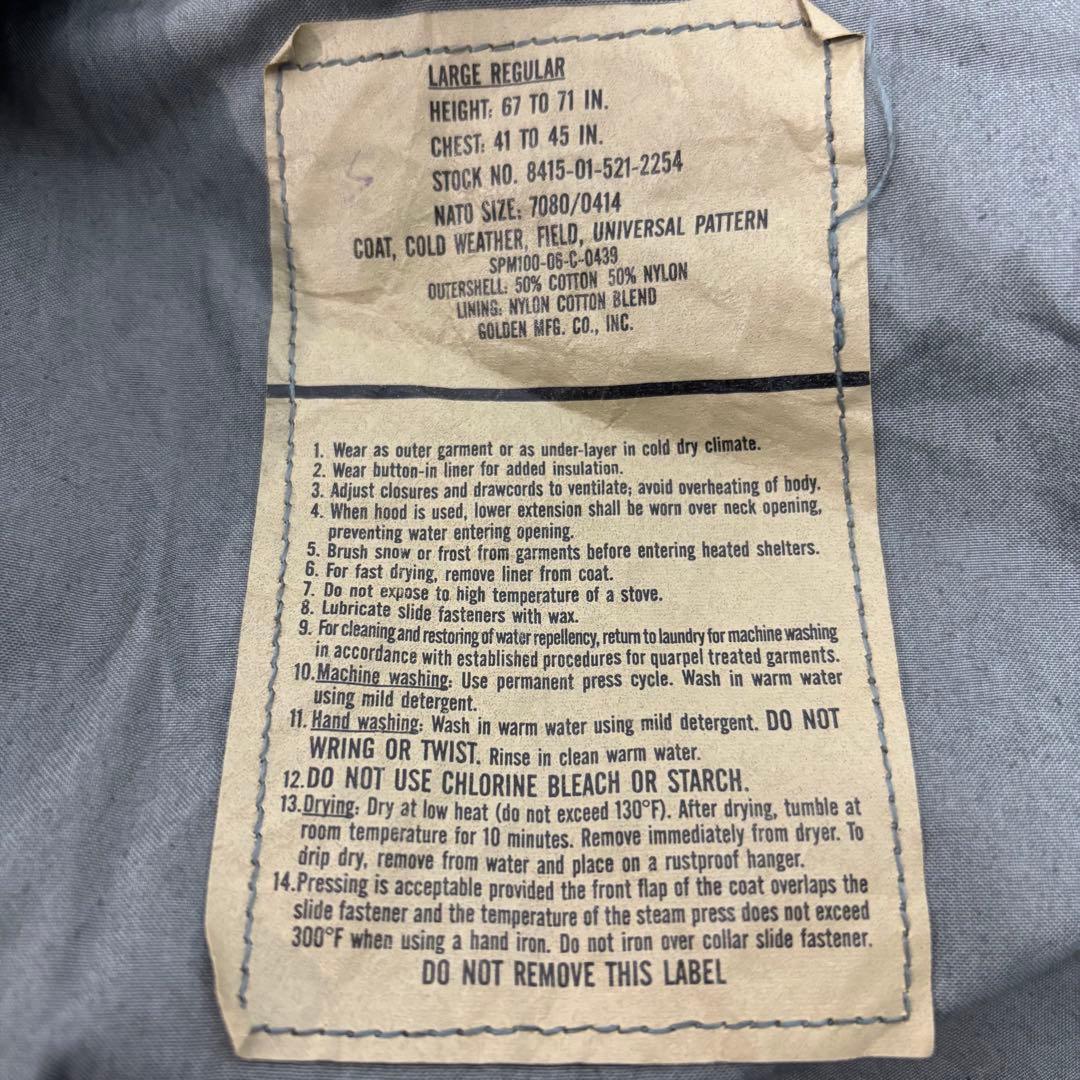 LARGE REGULAR
HEIGHT: 67 TO 71 IN.
CHEST: 41 TO 45 IN.
STOCK NO. 8415-01-521-2254
NATO SIZE: 7080/0414
COAT, COLD WEATHER, FIELD, UNIVERSAL PATTERN
SPM100-06-C-0439
OUTERSHELL: 50% COTTON 50% NYLON
LINING: NYLON COTTON BLEND
GOLDEN MFG. CO., INC.
1. Wear as outer garment or as under-layer in cold dry climate.
2. Wear button-in liner for added insulation.
3. Adjust closures and drawcords to ventilate; avoid overheating of body.
4. When hood is used, lower extension shall be worn over neck opening,
preventing water entering opening.
5. Brush snow or frost from garments before entering heated shelters.
6. For fast drying, remove liner from coat.
7. Do not expose to high temperature of a stove.
8. Lubricate slide fasteners with wax.
9. For cleaning and restoring of water repellency, return to laundry for machine washing
in accordance with established procedures for quarpel treated garments.
10. Machine washing: Use permanent press cycle. Wash in warm water
using mild detergent.
11. Hand washing: Wash in warm water using mild detergent. DO NOT
WRING OR TWIST. Rinse in clean warm water.
12. DO NOT USE CHLORINE BLEACH OR STARCH.
13. Drying: Dry at low heat (do not exceed 130°F). After drying, tumble at
room temperature for 10 minutes. Remove immediately from dryer. To
drip dry, remove from water and place on a rustproof hanger.
14. Pressing is acceptable provided the front flap of the coat overlaps the
slide fastener and the temperature of the steam press does not exceed
300°F when using a hand iron. Do not iron over collar slide fastener.
DO NOT REMOVE THIS LABEL